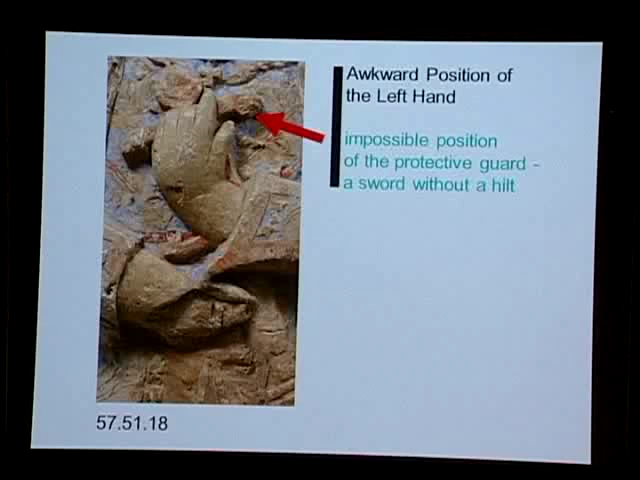 Awkward Position of
the Left Hand
impossible position
of the protective guard -
a sword without a hilt
57.51.18